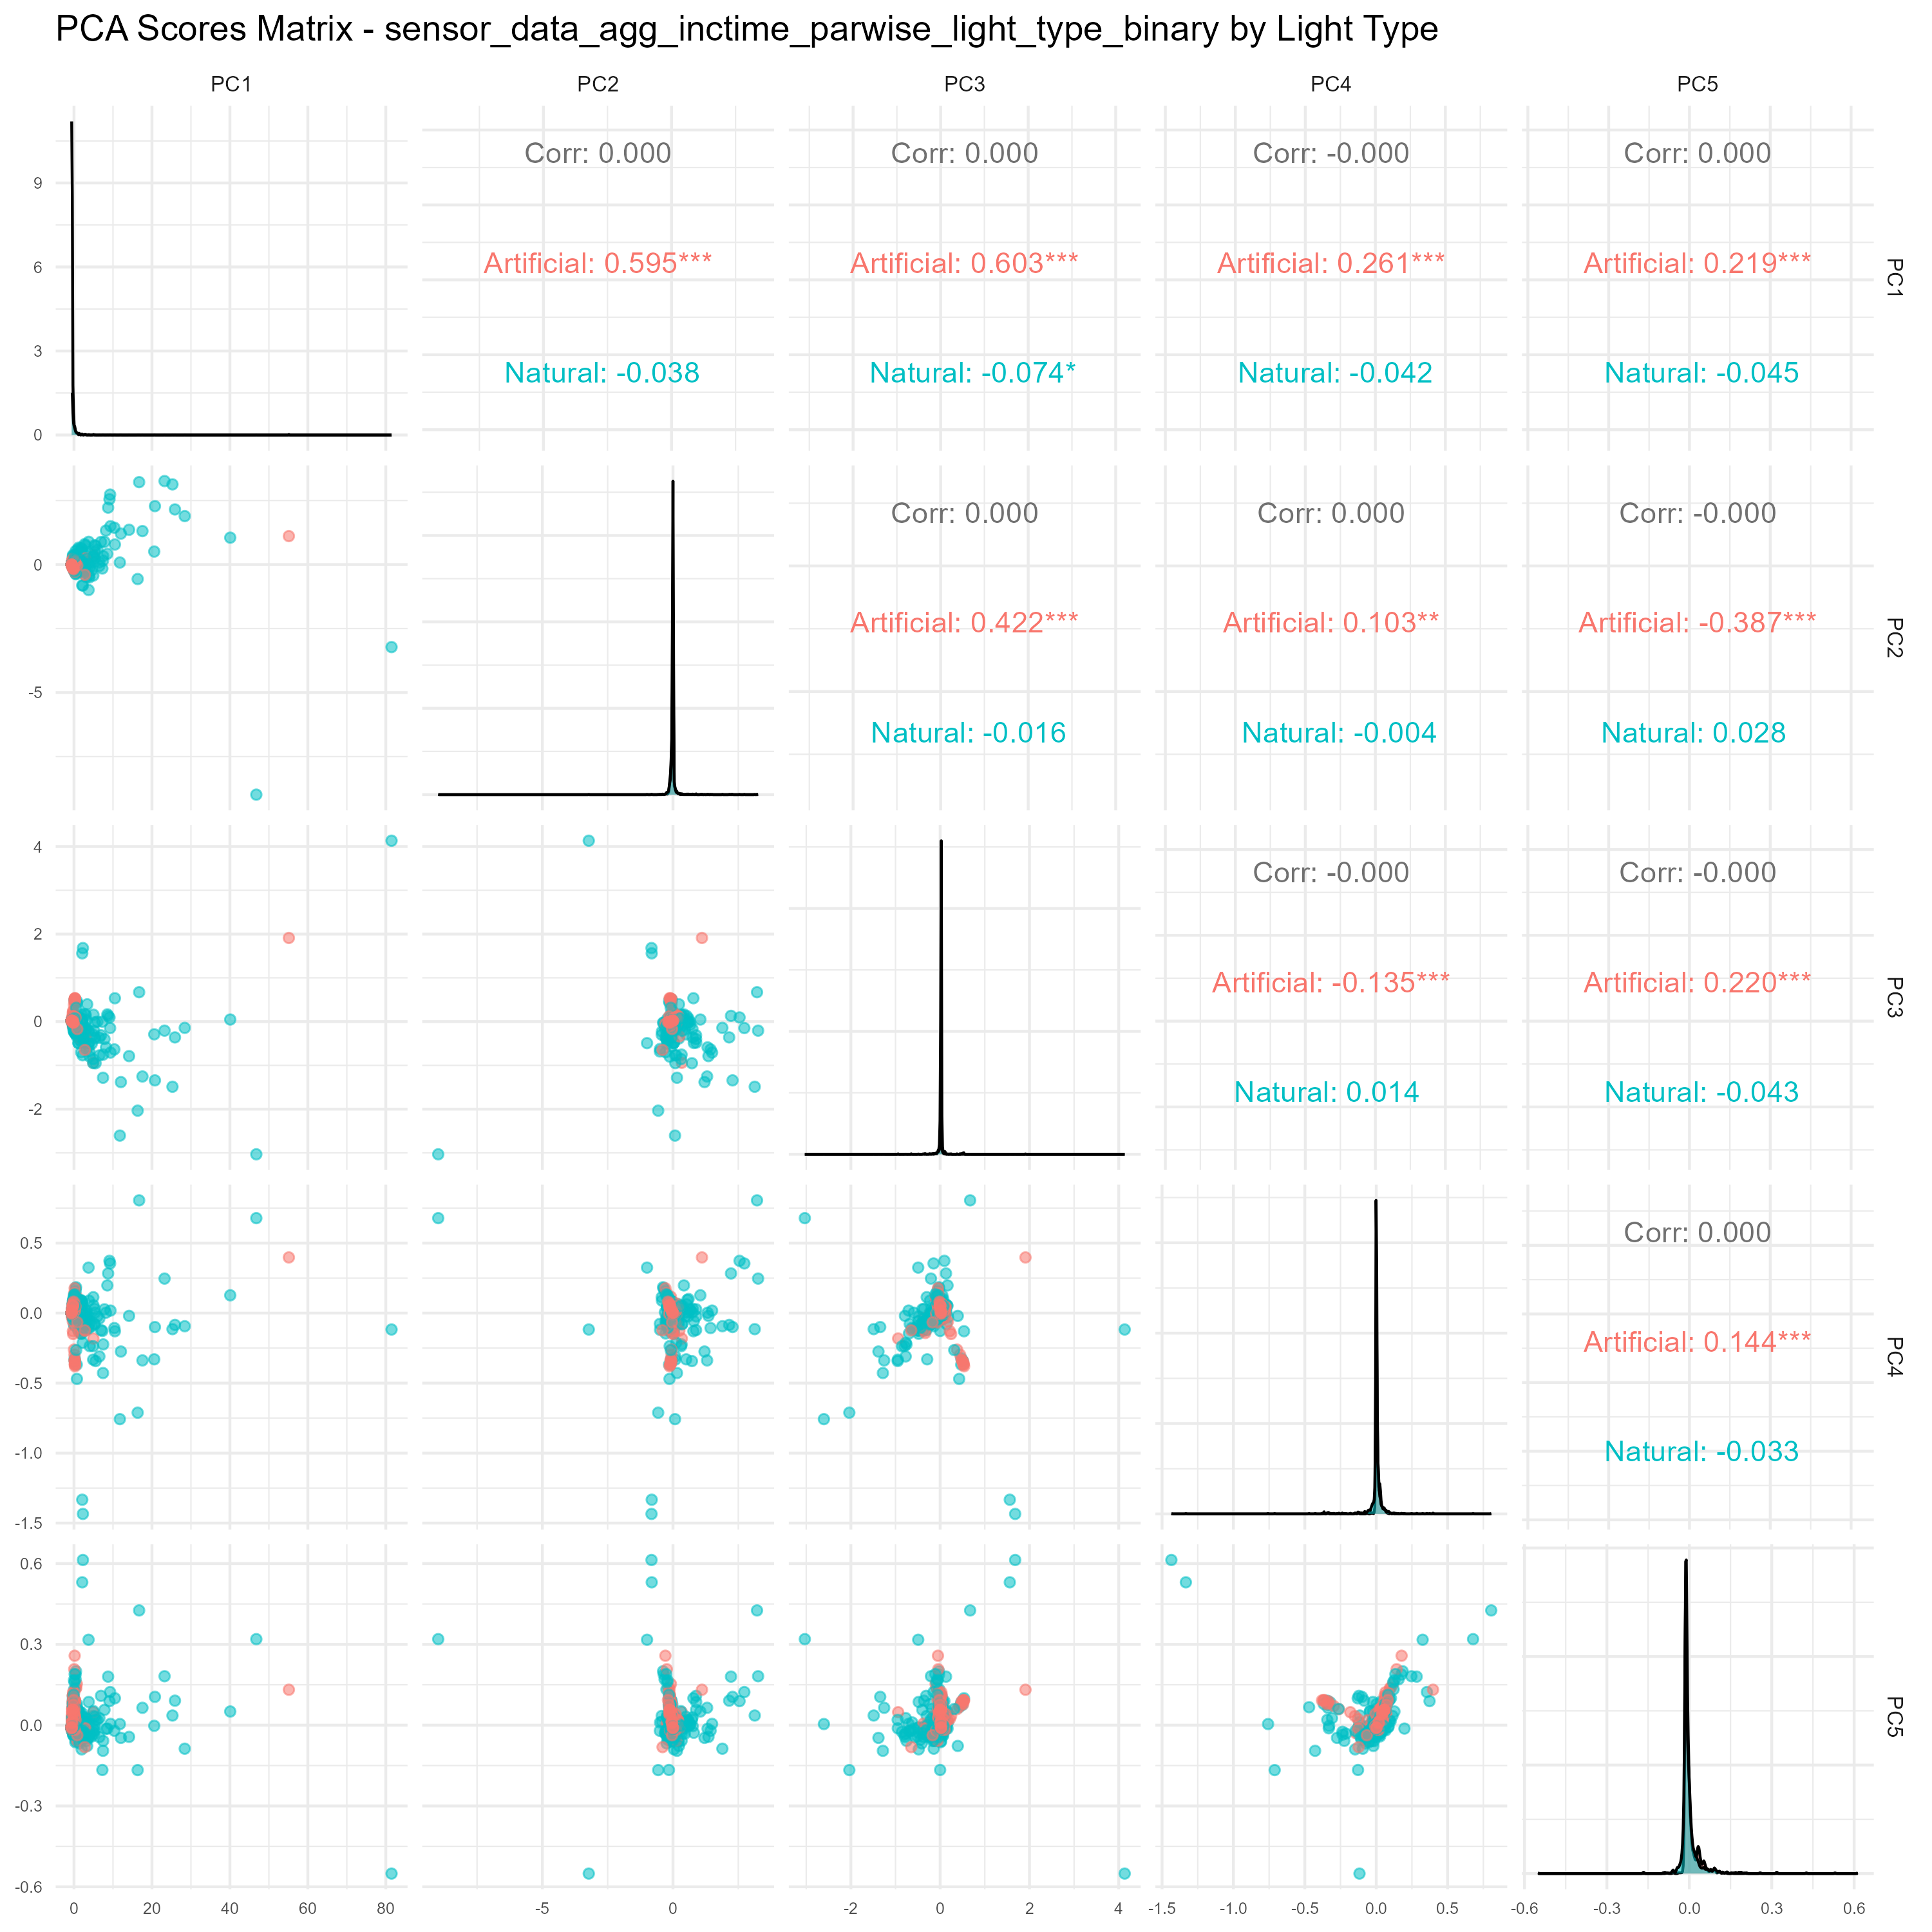 PCA Scores Matrix - sensor_data_agg_inctime_parwise_light_type_binary by Light Type
PC1 PC2 PC3 PC4 PC5
Corr: 0.000 Corr: 0.000 Corr: -0.000 Corr: 0.000
9
Artificial: 0.595*** Artificial: 0.603*** Artificial: 0.261*** Artificial: 0.219***
6
PC1
3
Natural: -0.038 Natural: -0.074* Natural: -0.042 Natural: -0.045
0
Corr: 0.000 Corr: 0.000 Corr: -0.000
0
Artificial: 0.422*** Artificial: 0.103** Artificial: -0.387***
PC2
-5
Natural: -0.016 Natural: -0.004 Natural: 0.028
4
Corr: -0.000 Corr: -0.000
2
Artificial: -0.135*** Artificial: 0.220***
PC3
0
-2
Natural: 0.014 Natural: -0.043
0.5
Corr: 0.000
0.0
Artificial: 0.144***
PC4
-0.5
-1.0
Natural: -0.033
-1.5
0.6
0.3
0.0
PC5
-0.3
-0.6
0 20 40 60 80 -5 0 -2 0 2 4 -1.5 -1.0 -0.5 0.0 0.5 -0.6 -0.3 0.0 0.3 0.6